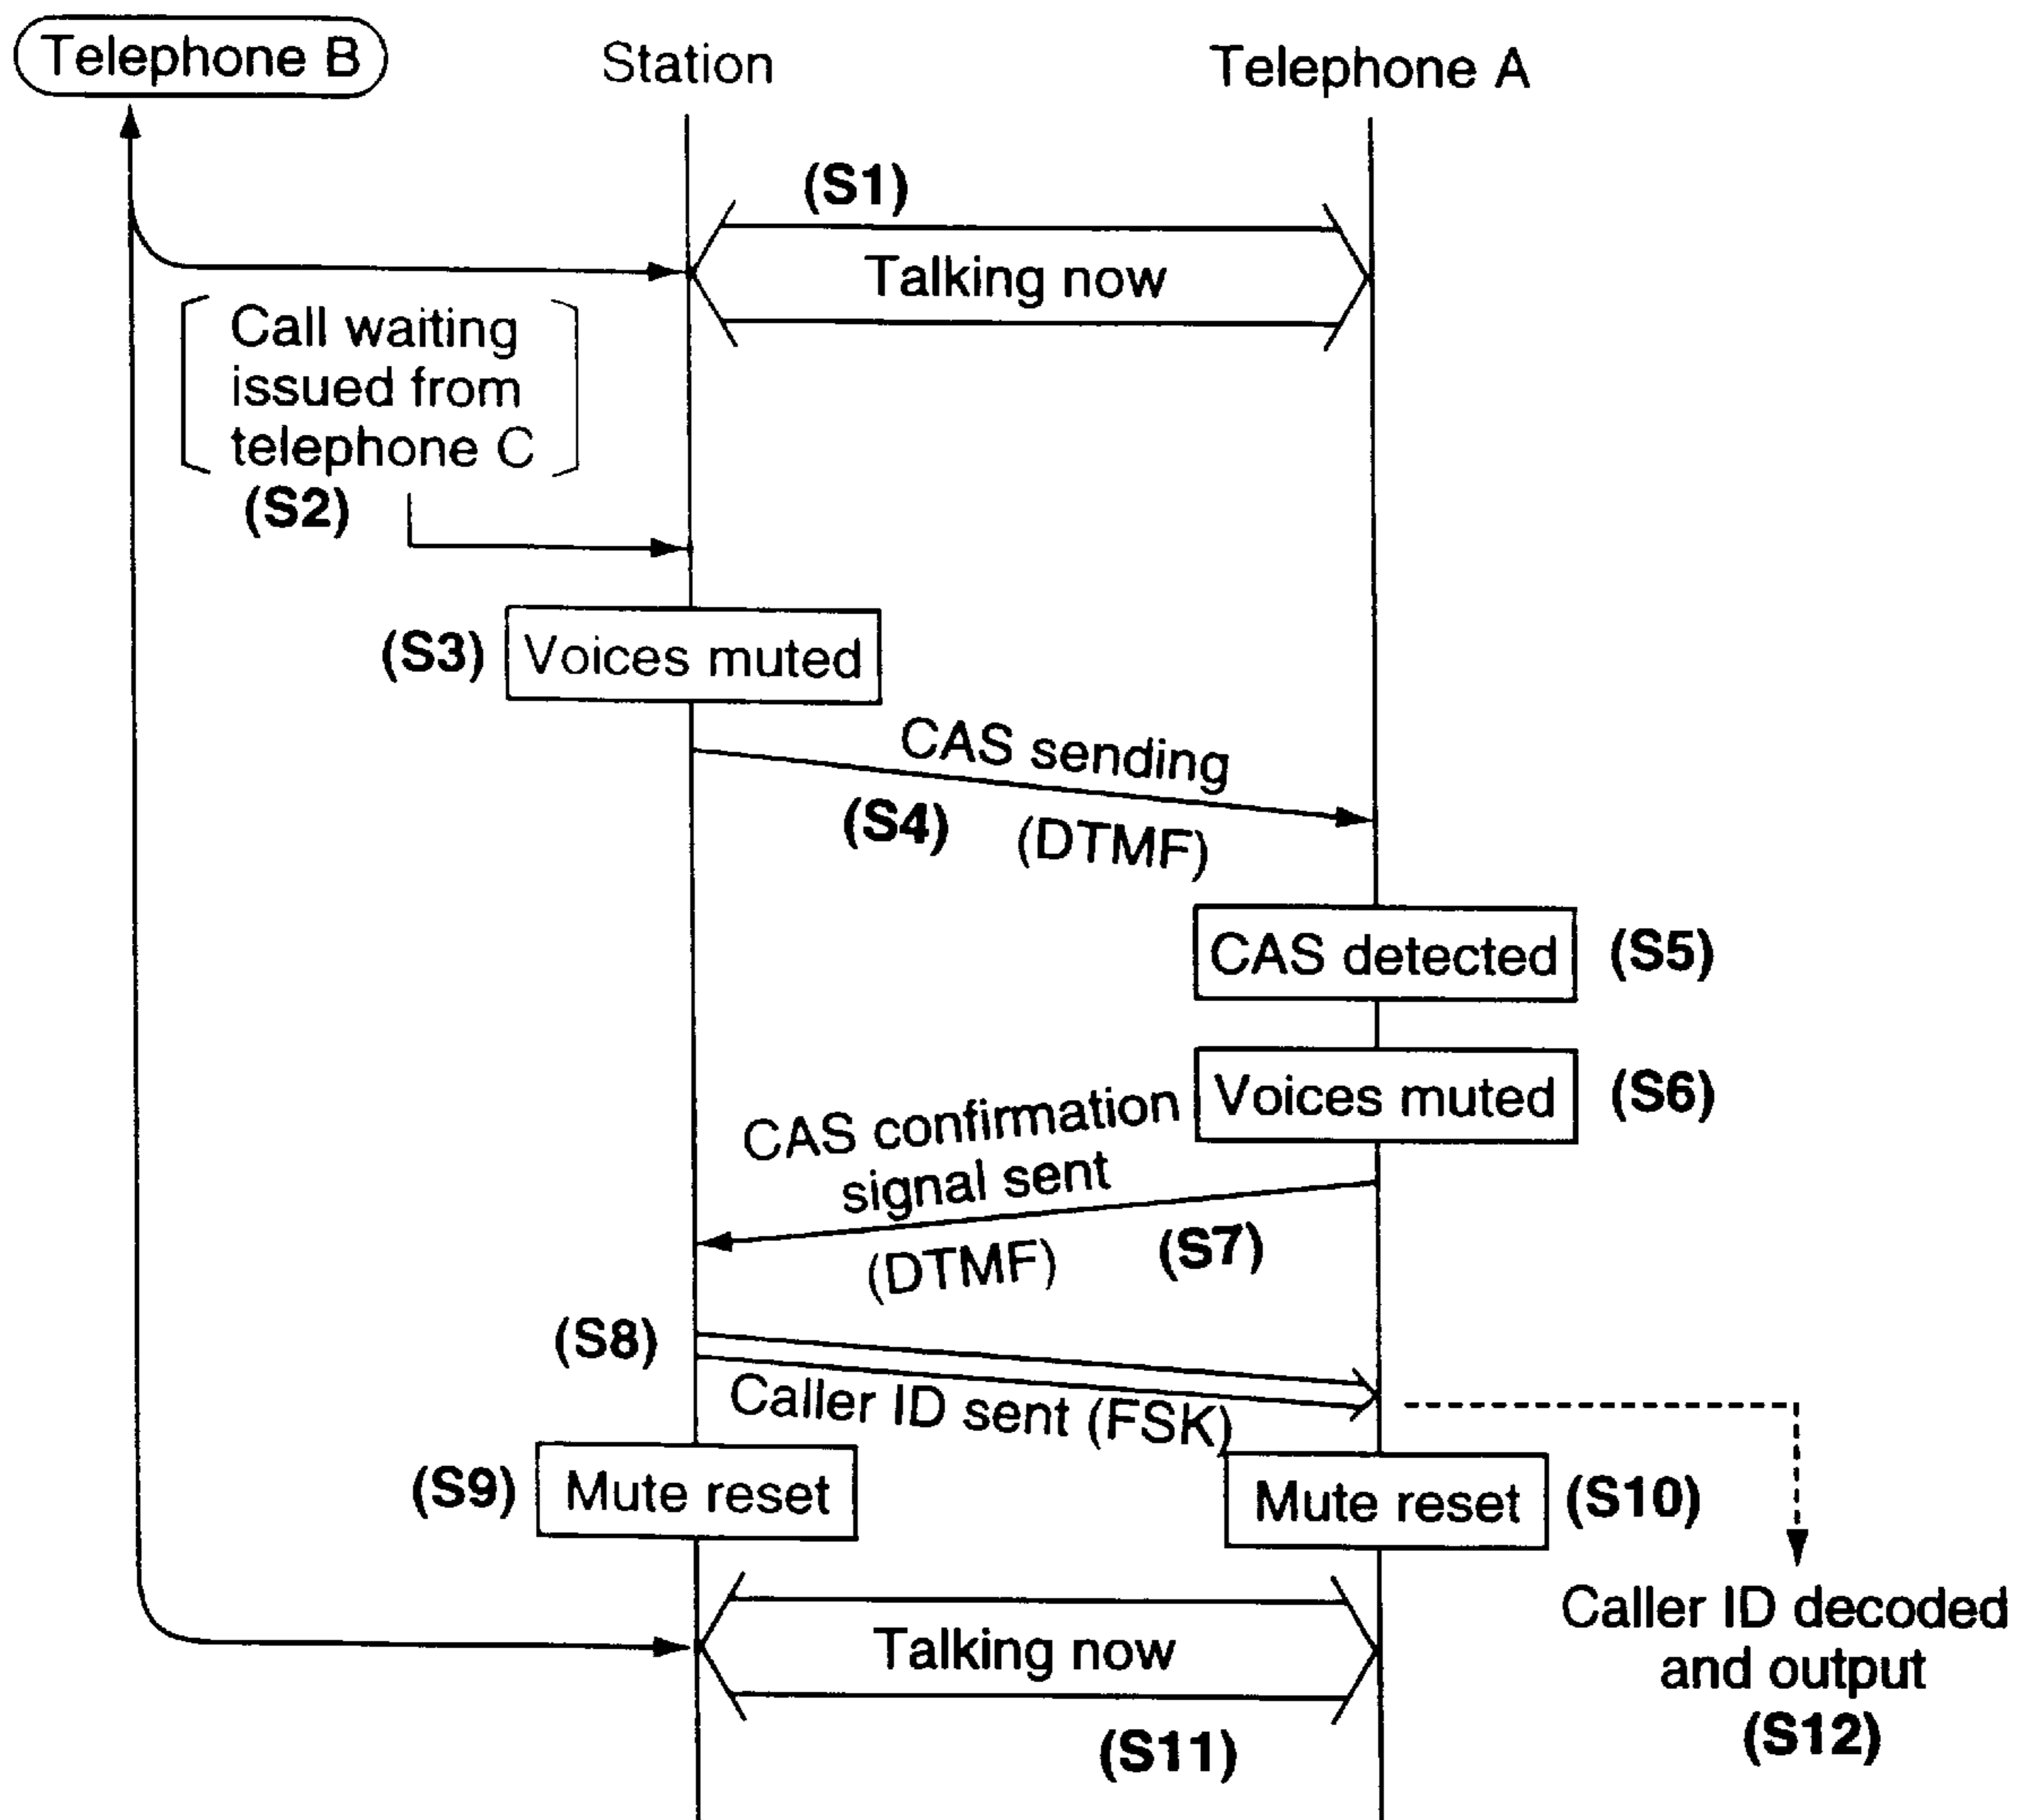 Telephone B
Station
Telephone A
(S1)
Talking now
Call waiting
issued from
telephone C
(S2)
(S3)
Voices muted
CAS sending
(S4)
(DTMF)
CAS detected
(S5)
Voices muted
(S6)
CAS confirmation
signal sent
(S7)
(DTMF)
(S8)
Caller ID sent (FSK)
(S9)
Mute reset
Mute reset
(S10)
Talking now
(S11)
Caller ID decoded
and output
(S12)